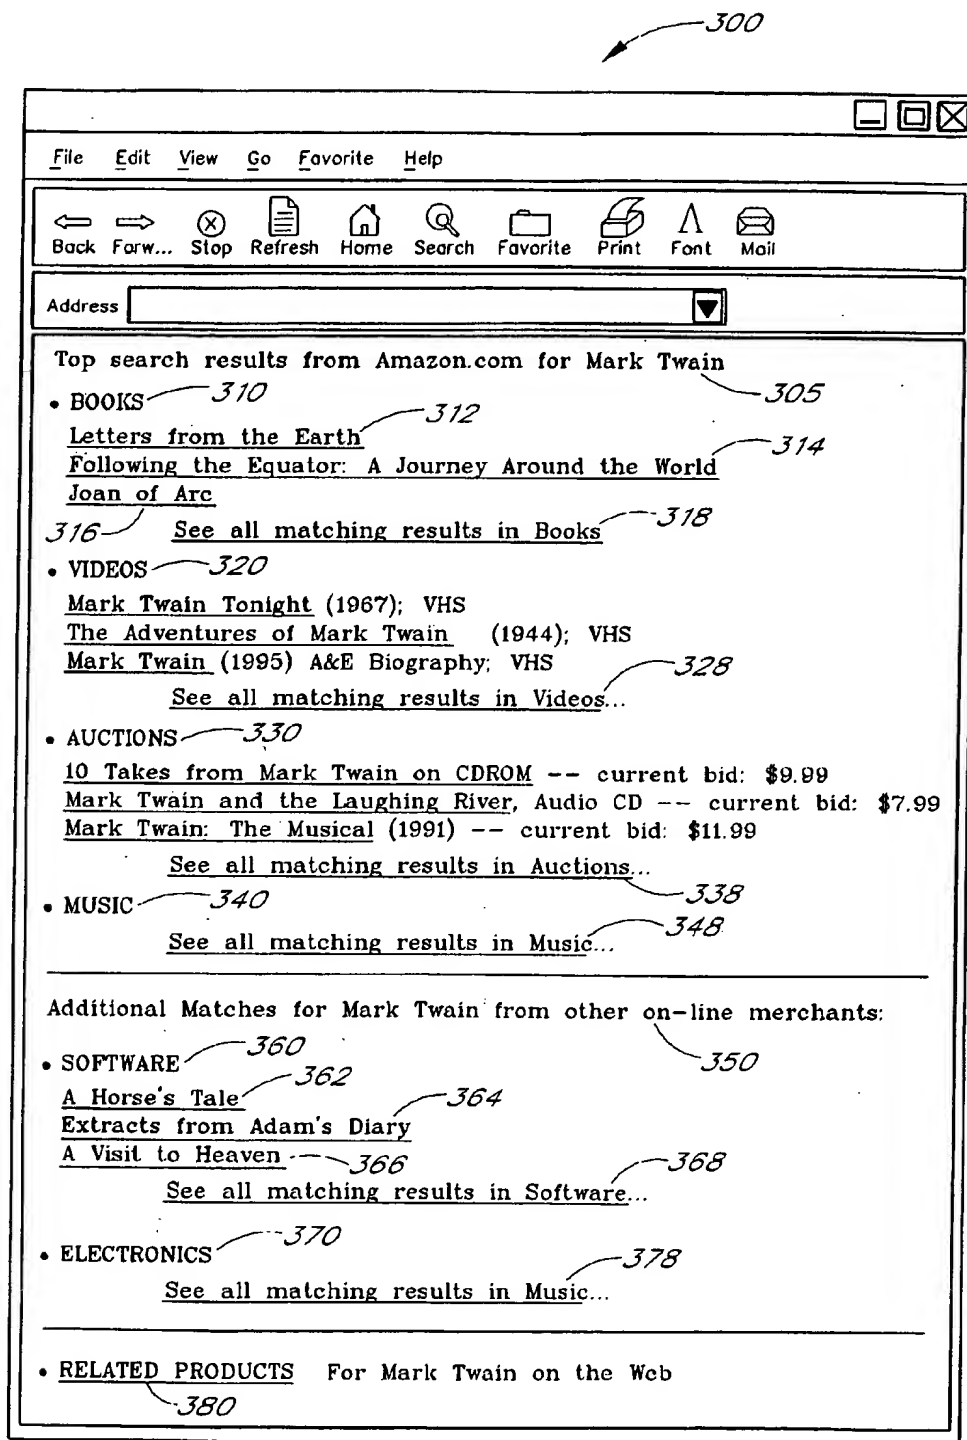 300
File Edit View Go Favorite Help
Back Forw... Stop Refresh Home Search Favorite Print Font Mail
Address
Top search results from Amazon.com for Mark Twain
305
• BOOKS 310
312
Letters from the Earth
Following the Equator: A Journey Around the World
314
Joan of Arc
316 See all matching results in Books 318
• VIDEOS 320
Mark Twain Tonight (1967); VHS
The Adventures of Mark Twain (1944); VHS
Mark Twain (1995) A&E Biography; VHS
328
See all matching results in Videos...
• AUCTIONS 330
10 Takes from Mark Twain on CDROM -- current bid: $9.99
Mark Twain and the Laughing River, Audio CD -- current bid: $7.99
Mark Twain: The Musical (1991) -- current bid: $11.99
See all matching results in Auctions...
338
• MUSIC 340
348
See all matching results in Music...
Additional Matches for Mark Twain from other on-line merchants:
350
• SOFTWARE 360
362
A Horse's Tale
364
Extracts from Adam's Diary
A Visit to Heaven 366
368
See all matching results in Software...
• ELECTRONICS 370
378
See all matching results in Music...
• RELATED PRODUCTS For Mark Twain on the Web
380